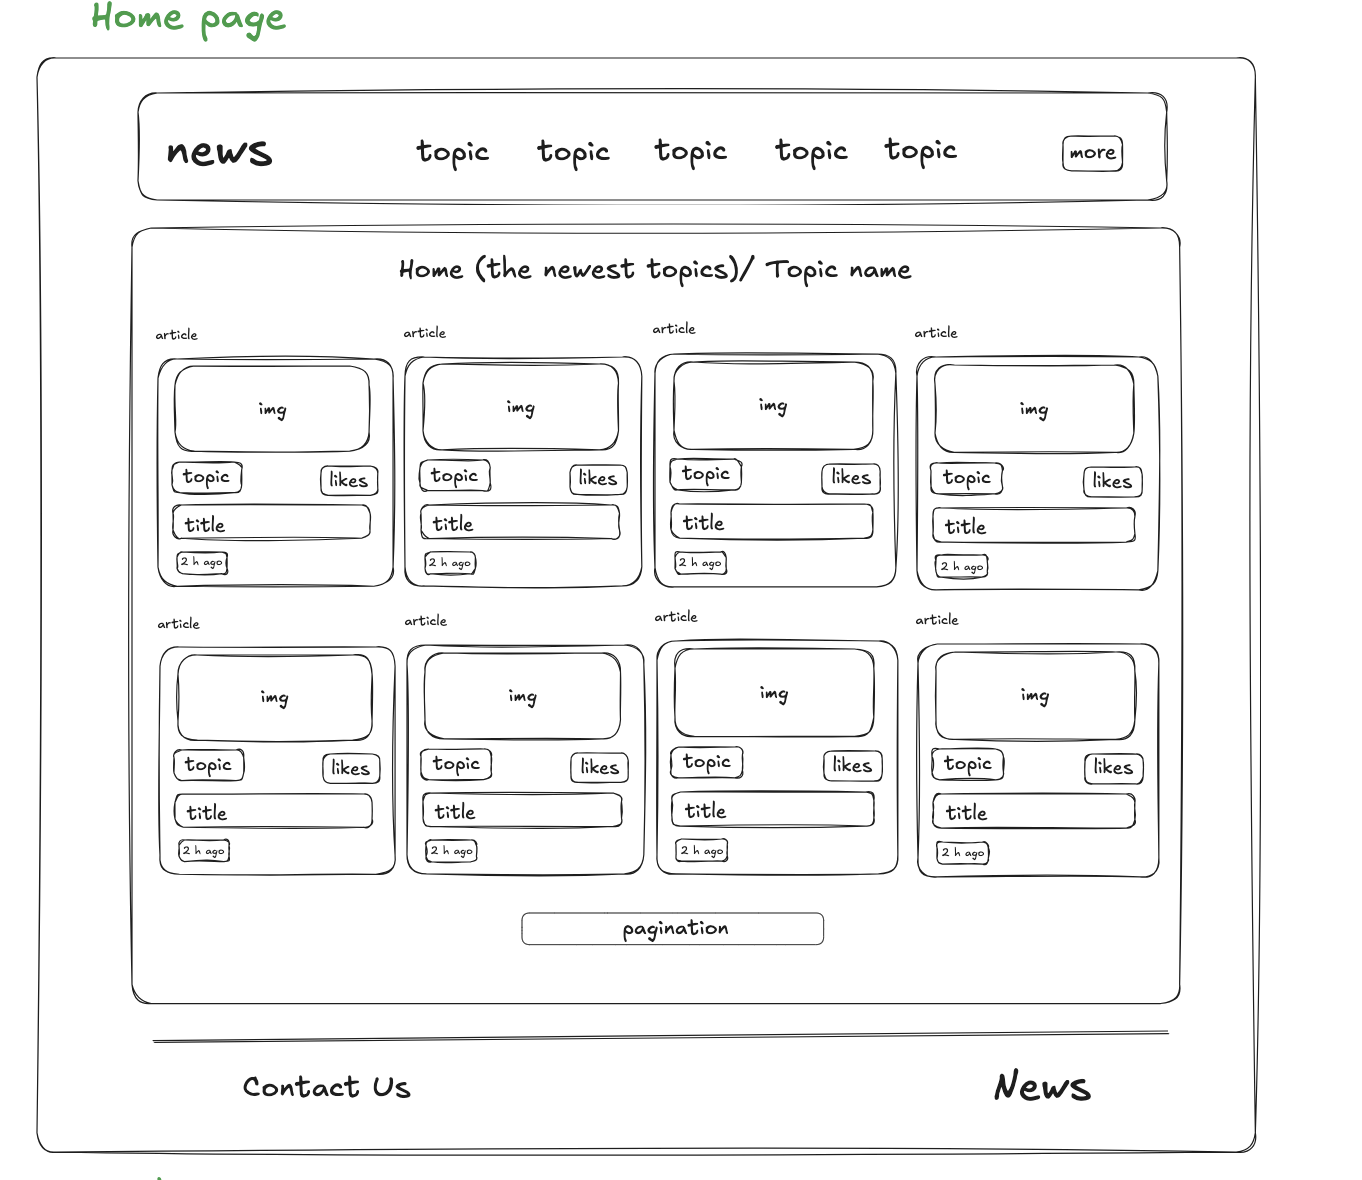 Home page
news topic topic topic topic topic more
Home (the newest topics)/ Topic name
article article article article
img img img img
topic likes topic likes topic likes topic likes
title title title title
2 h ago 2 h ago 2 h ago 2 h ago
article article article article
img img img img
topic likes topic likes topic likes topic likes
title title title title
2 h ago 2 h ago 2 h ago 2 h ago
pagination
Contact Us News